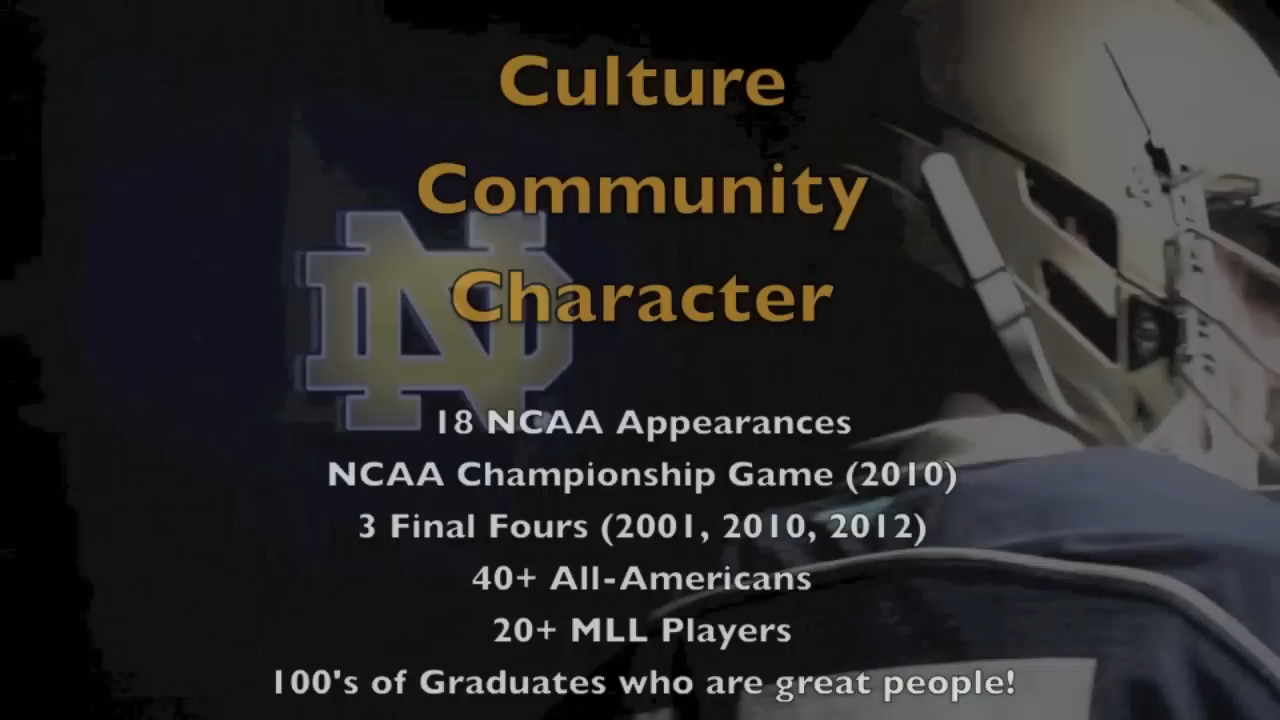 Culture
Community
Character
ND
18 NCAA Appearances
NCAA Championship Game (2010)
3 Final Fours (2001, 2010, 2012)
40+ All-Americans
20+ MLL Players
100's of Graduates who are great people!